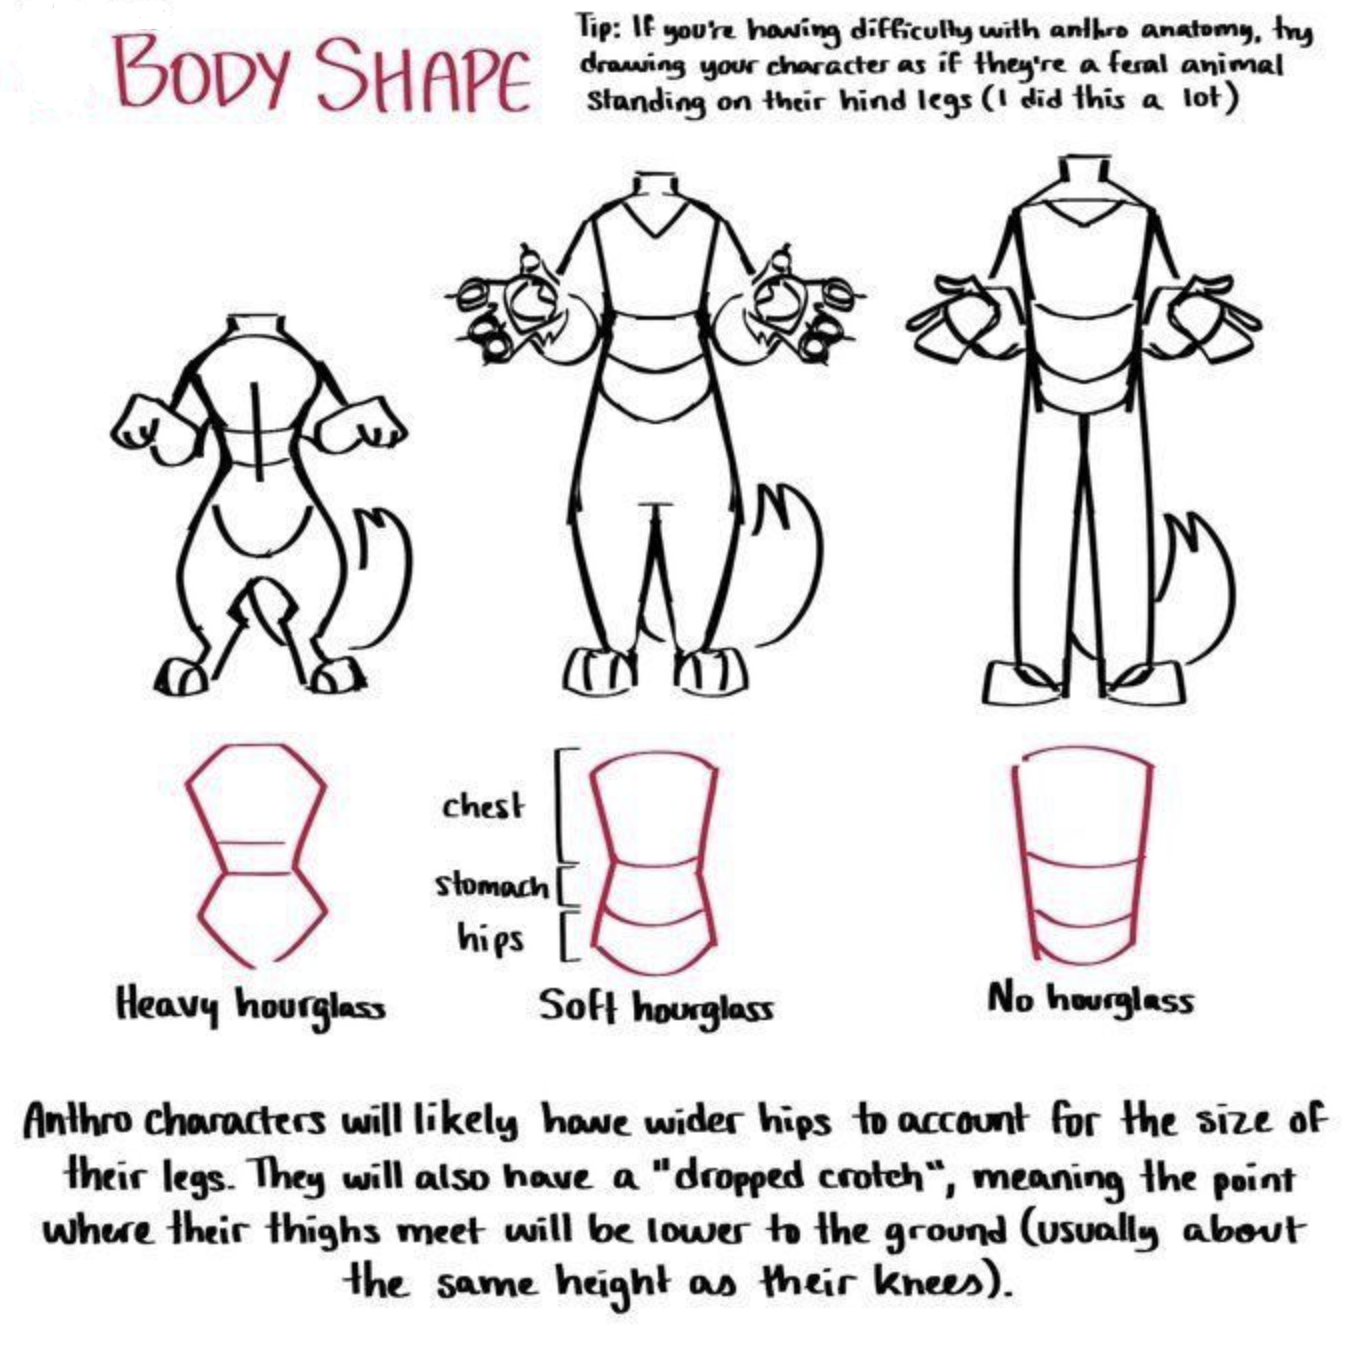 BODY SHAPE
Tip: If you're having difficulty with anthro anatomy, try
drawing your character as if they're a feral animal
standing on their hind legs (I did this a lot)
chest
stomach
hips
Heavy hourglass
Soft hourglass
No hourglass
Anthro characters will likely have wider hips to account for the size of
their legs. They will also have a "dropped crotch", meaning the point
where their thighs meet will be lower to the ground (usually about
the same height as their knees).